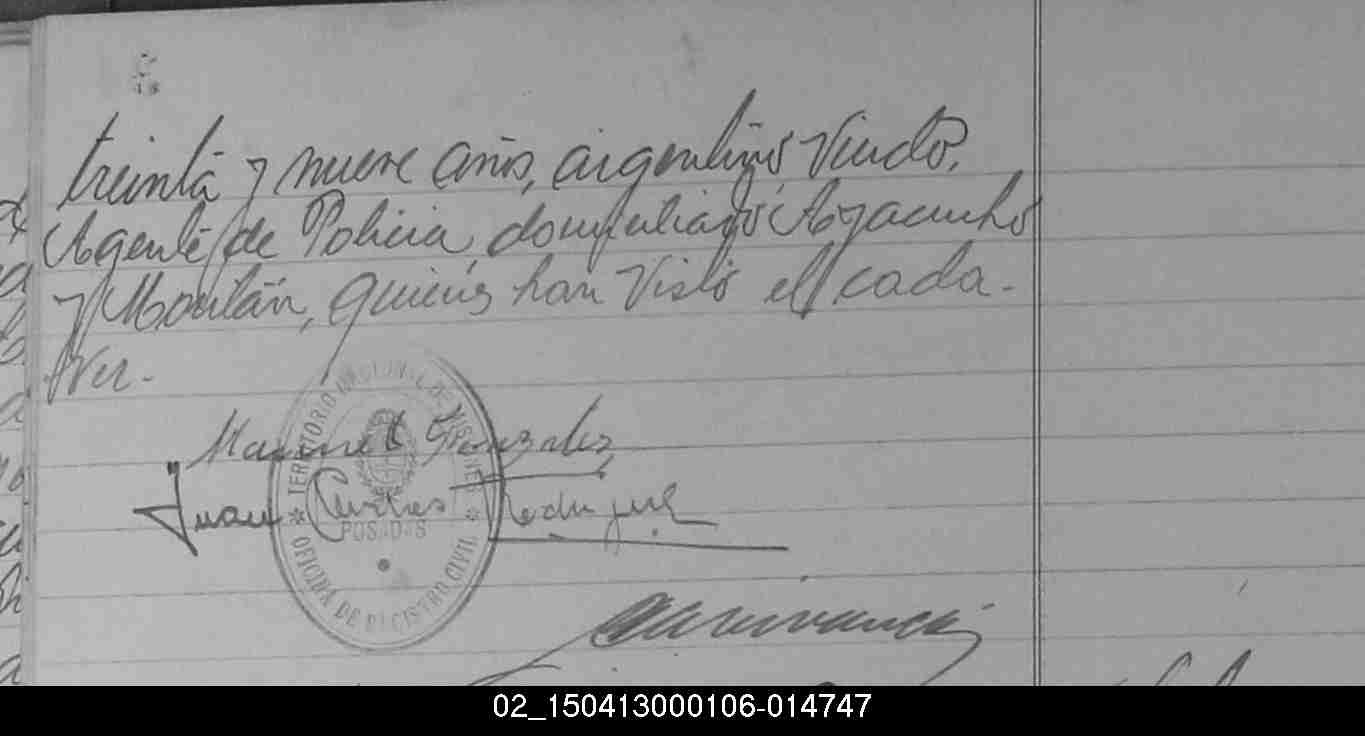 treinta y nueve años, argentino, viudo,
Agente de Policia, domiciliado Ayacucho
y Montán, quienes han visto el cada-
ver.-
Manuel Gonzalez
Juan Carlos Rodriguez
TERRITORIO NACIONAL DE MISIONES
POSADAS
OFICINA DE REGISTRO CIVIL
02_150413000106-014747